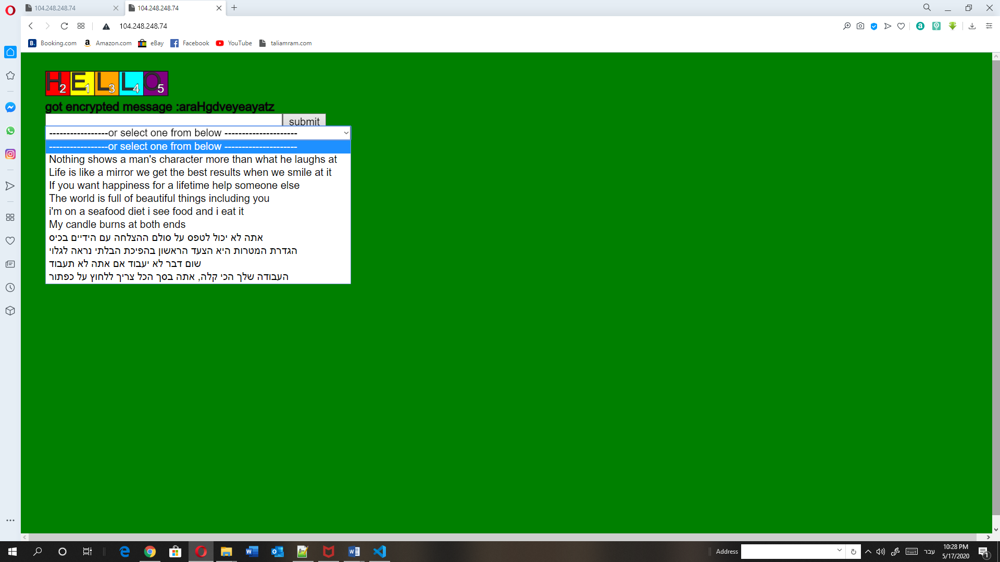 104.248.248.74
104.248.248.74
104.248.248.74
Booking.com
Amazon.com
eBay
Facebook
YouTube
taliamram.com
H2 E1 L3 L4 O5
got encrypted message :araHgdveyeayatz
submit
-----------------or select one from below ---------------------
-----------------or select one from below ---------------------
Nothing shows a man's character more than what he laughs at
Life is like a mirror we get the best results when we smile at it
If you want happiness for a lifetime help someone else
The world is full of beautiful things including you
i'm on a seafood diet i see food and i eat it
My candle burns at both ends
אתה לא יכול לטפס על סולם ההצלחה עם הידיים בכיס
הגדרת המטרות היא הצעד הראשון בהפיכת הבלתי נראה לגלוי
שום דבר לא יעבוד אם אתה לא תעבוד
העבודה שלך הכי קלה, אתה בסך הכל צריך ללחוץ על כפתור
Address
עבר
10:28 PM
5/17/2020
1